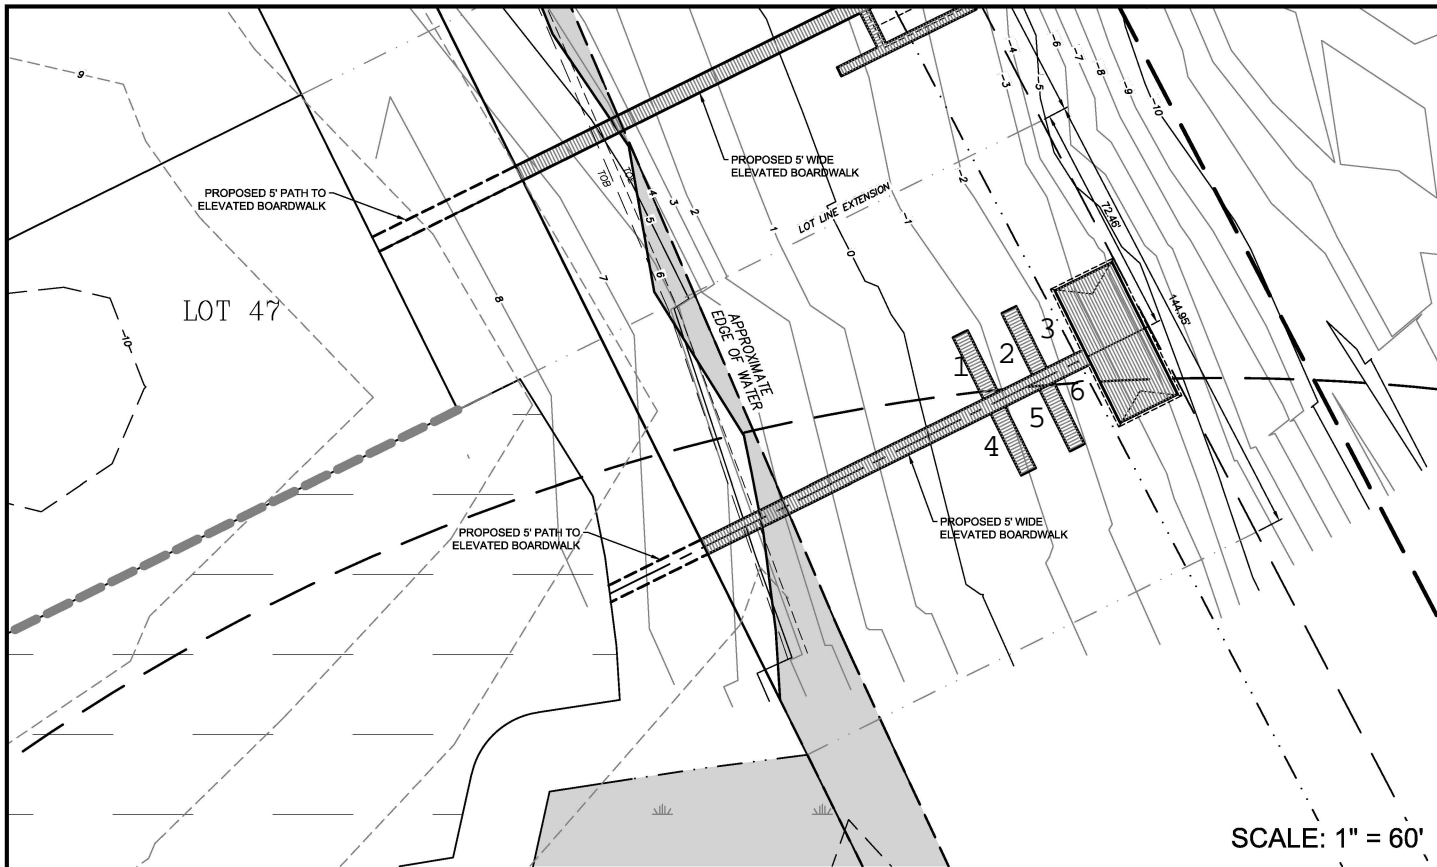 9
-4
-6
-7
-5
-8
-9
-10
-3
PROPOSED 5' WIDE
ELEVATED BOARDWALK
TOB
TOE
4
3
2
5
1
-2
-1
0
PROPOSED 5' PATH TO
ELEVATED BOARDWALK
LOT LINE EXTENSION
72.46'
6
7
8
LOT 47
10
144.95'
APPROXIMATE
EDGE OF WATER
1
2
3
4
5
6
PROPOSED 5' PATH TO
ELEVATED BOARDWALK
PROPOSED 5' WIDE
ELEVATED BOARDWALK
SCALE: 1" = 60'